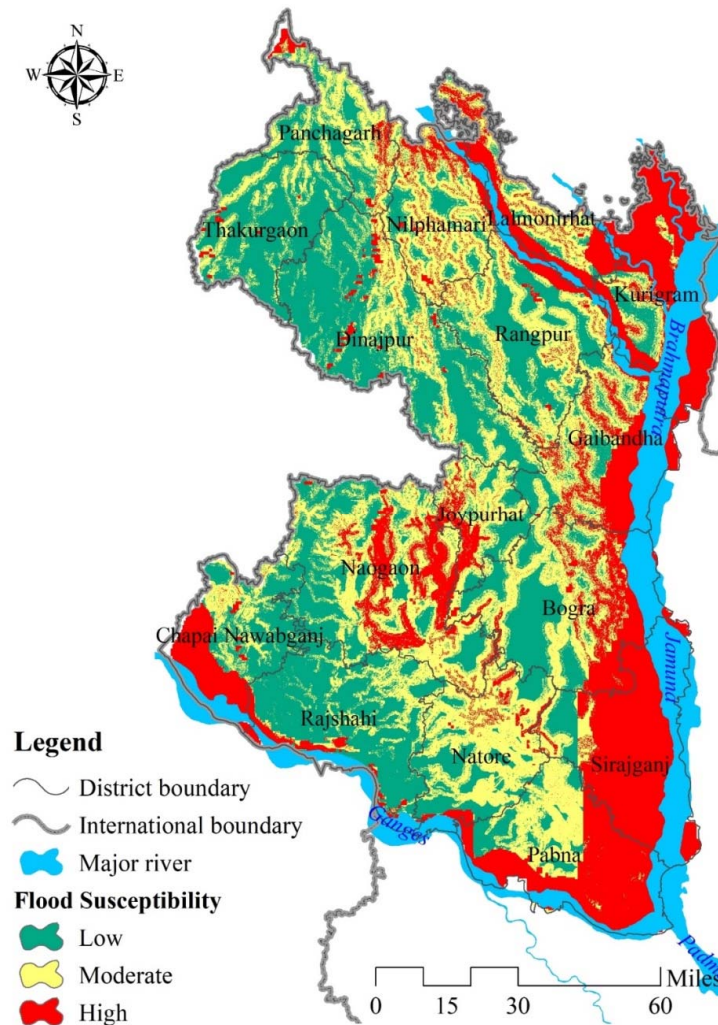 N
W E
S
Panchagarh
Thakurgaon
Nilphamari
Lalmonirhat
Kurigram
Dinajpur
Rangpur
Brahmaputra
Gaibandha
Joypurhat
Naogaon
Bogra
Chapai Nawabganj
Jamuna
Rajshahi
Natore
Sirajganj
Ganges
Pabna
Legend
District boundary
International boundary
Major river
Flood Susceptibility
Low
Moderate
High
Padm
Miles
0 15 30 60